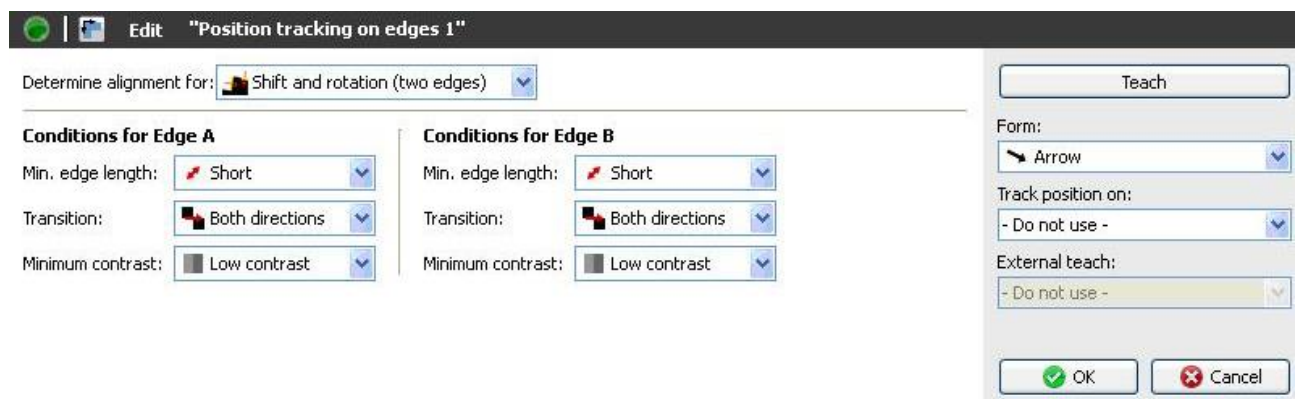 Edit "Position tracking on edges 1"
Determine alignment for: Shift and rotation (two edges)
Conditions for Edge A
Min. edge length: Short
Transition: Both directions
Minimum contrast: Low contrast
Conditions for Edge B
Min. edge length: Short
Transition: Both directions
Minimum contrast: Low contrast
Teach
Form:
Arrow
Track position on:
- Do not use -
External teach:
- Do not use -
OK Cancel